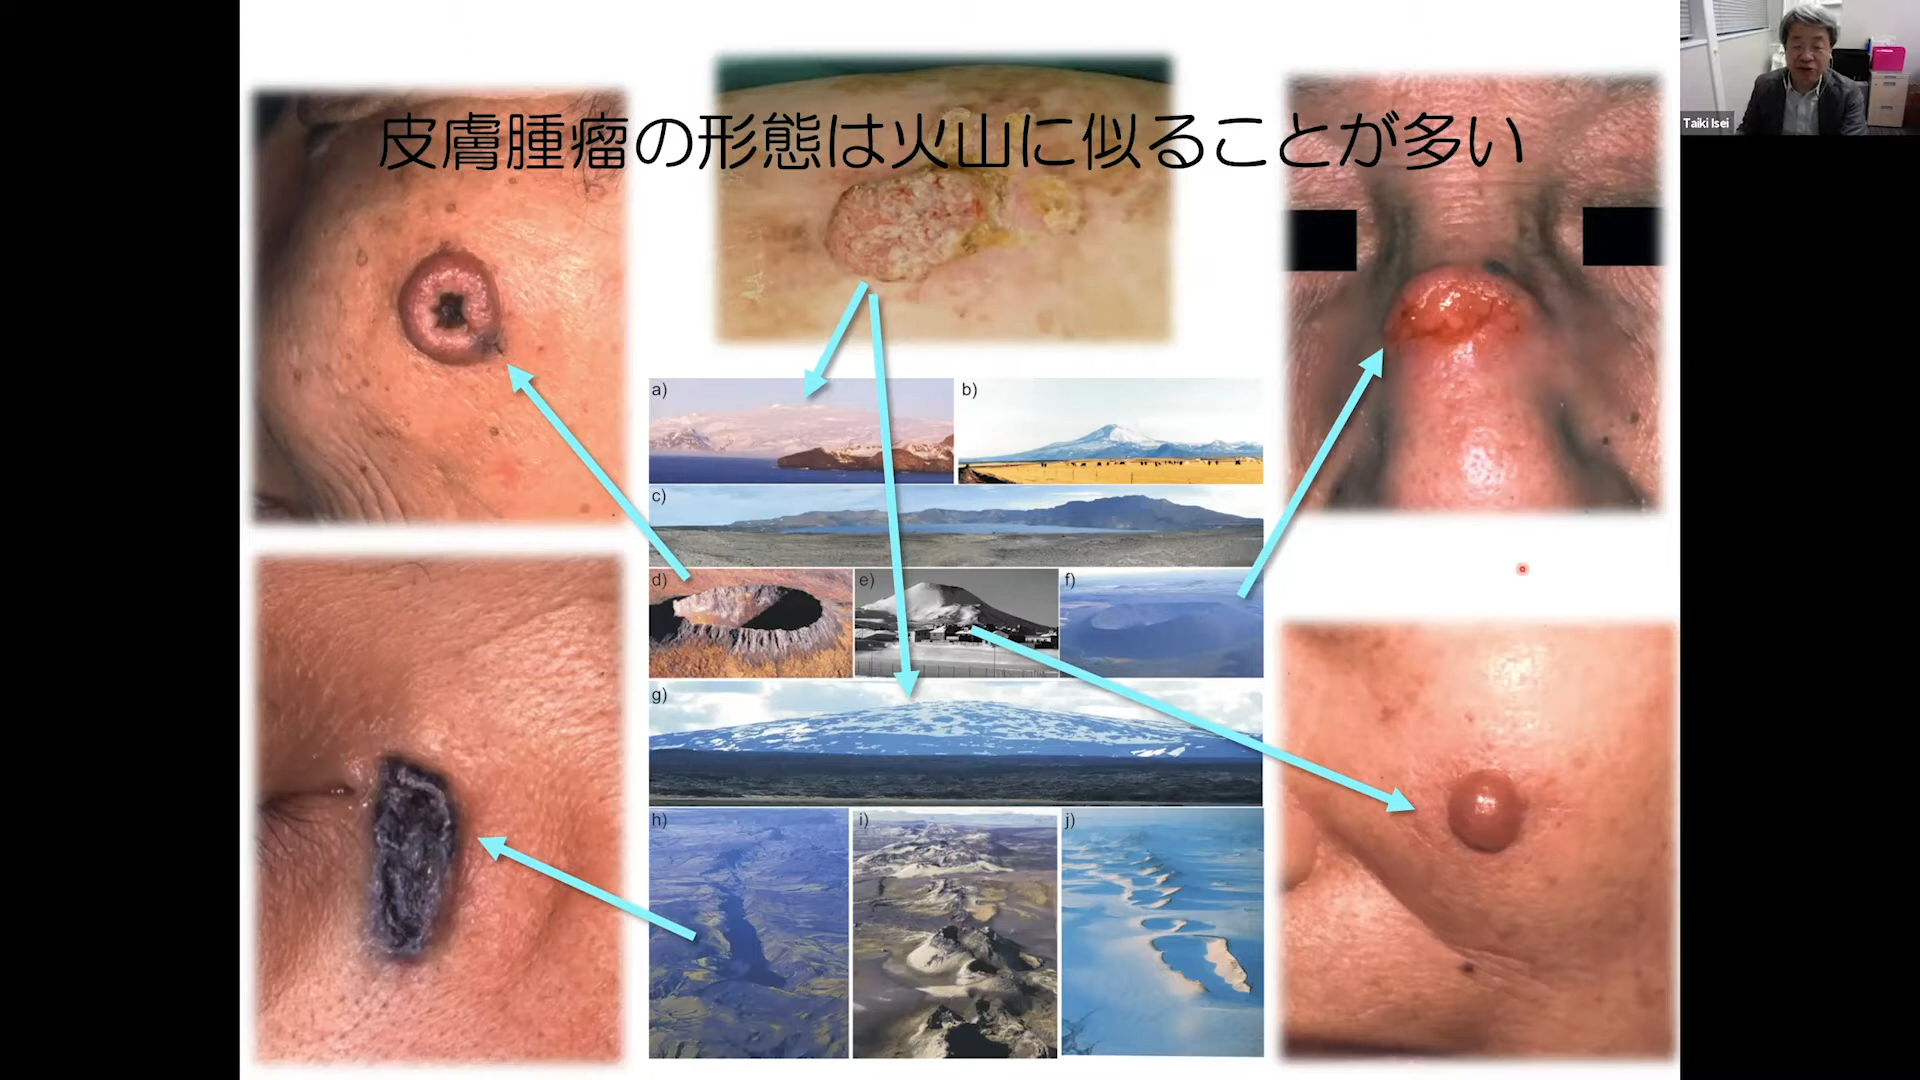 皮膚腫瘤の形態は火山に似ることが多い
Taiki Isei
a)
b)
c)
d)
e)
f)
g)
h)
i)
j)